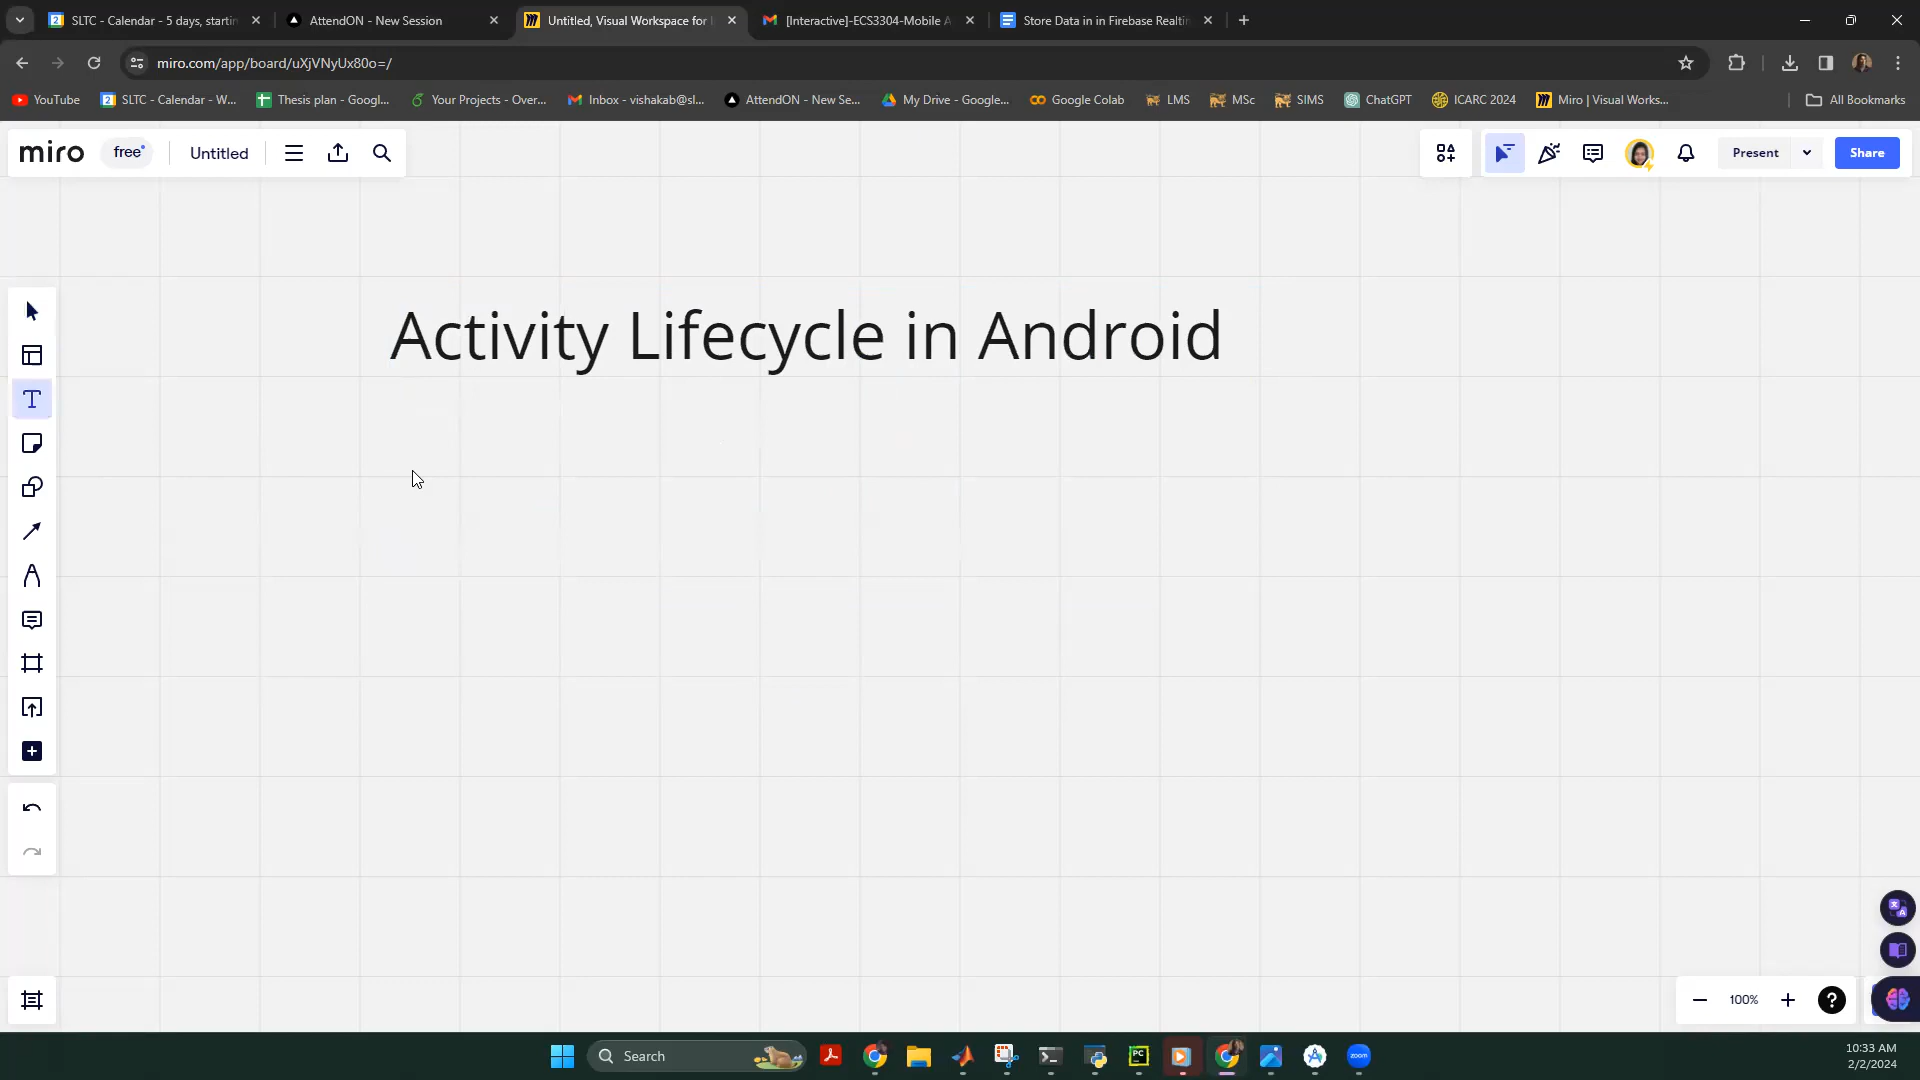 SLTC - Calendar - 5 days, startin
AttendON - New Session
Untitled, Visual Workspace for
[Interactive]-ECS3304-Mobile A
Store Data in in Firebase Realti
miro.com/app/board/uXjVNyUx80o=/
YouTube
SLTC - Calendar - W...
Thesis plan - Googl...
Your Projects - Over...
Inbox - vishakab@sl...
AttendON - New Se...
My Drive - Google...
Google Colab
LMS
MSc
SIMS
ChatGPT
ICARC 2024
Miro | Visual Works...
All Bookmarks
miro
free
Untitled
Present
Share
Activity Lifecycle in Android
100%
Search
zoom
10:33 AM
2/2/2024